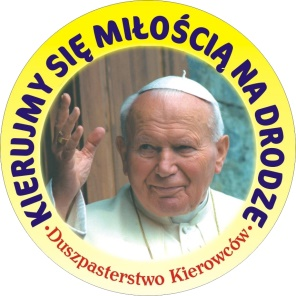 KIERUJMY SIĘ MIŁOŚCIĄ NA DRODZE
• Duszpasterstwo Kierowców •